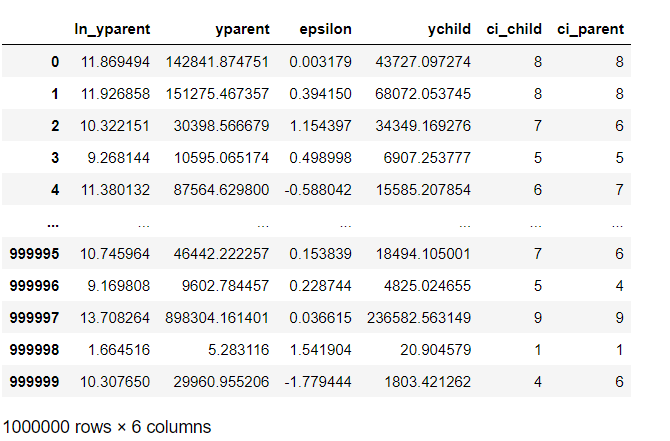 ln_yparent yparent epsilon ychild ci_child ci_parent
0 11.869494 142841.874751 0.003179 43727.097274 8 8
1 11.926858 151275.467357 0.394150 68072.053745 8 8
2 10.322151 30398.566679 1.154397 34349.169276 7 6
3 9.268144 10595.065174 0.498998 6907.253777 5 5
4 11.380132 87564.629800 -0.588042 15585.207854 6 7
... ... ... ... ... ... ...
999995 10.745964 46442.222257 0.153839 18494.105001 7 6
999996 9.169808 9602.784457 0.228744 4825.024655 5 4
999997 13.708264 898304.161401 0.036615 236582.563149 9 9
999998 1.664516 5.283116 1.541904 20.904579 1 1
999999 10.307650 29960.955206 -1.779444 1803.421262 4 6
1000000 rows × 6 columns